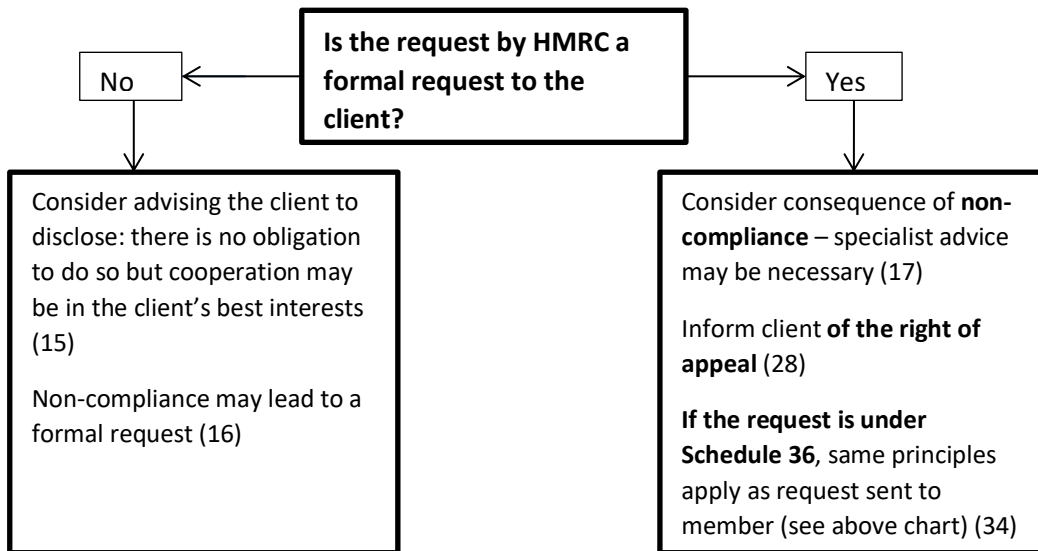 Is the request by HMRC a
formal request to the
client?
No
Yes
Consider advising the client to
disclose: there is no obligation
to do so but cooperation may
be in the client’s best interests
(15)
Non-compliance may lead to a
formal request (16)
Consider consequence of non-
compliance – specialist advice
may be necessary (17)
Inform client of the right of
appeal (28)
If the request is under
Schedule 36, same principles
apply as request sent to
member (see above chart) (34)